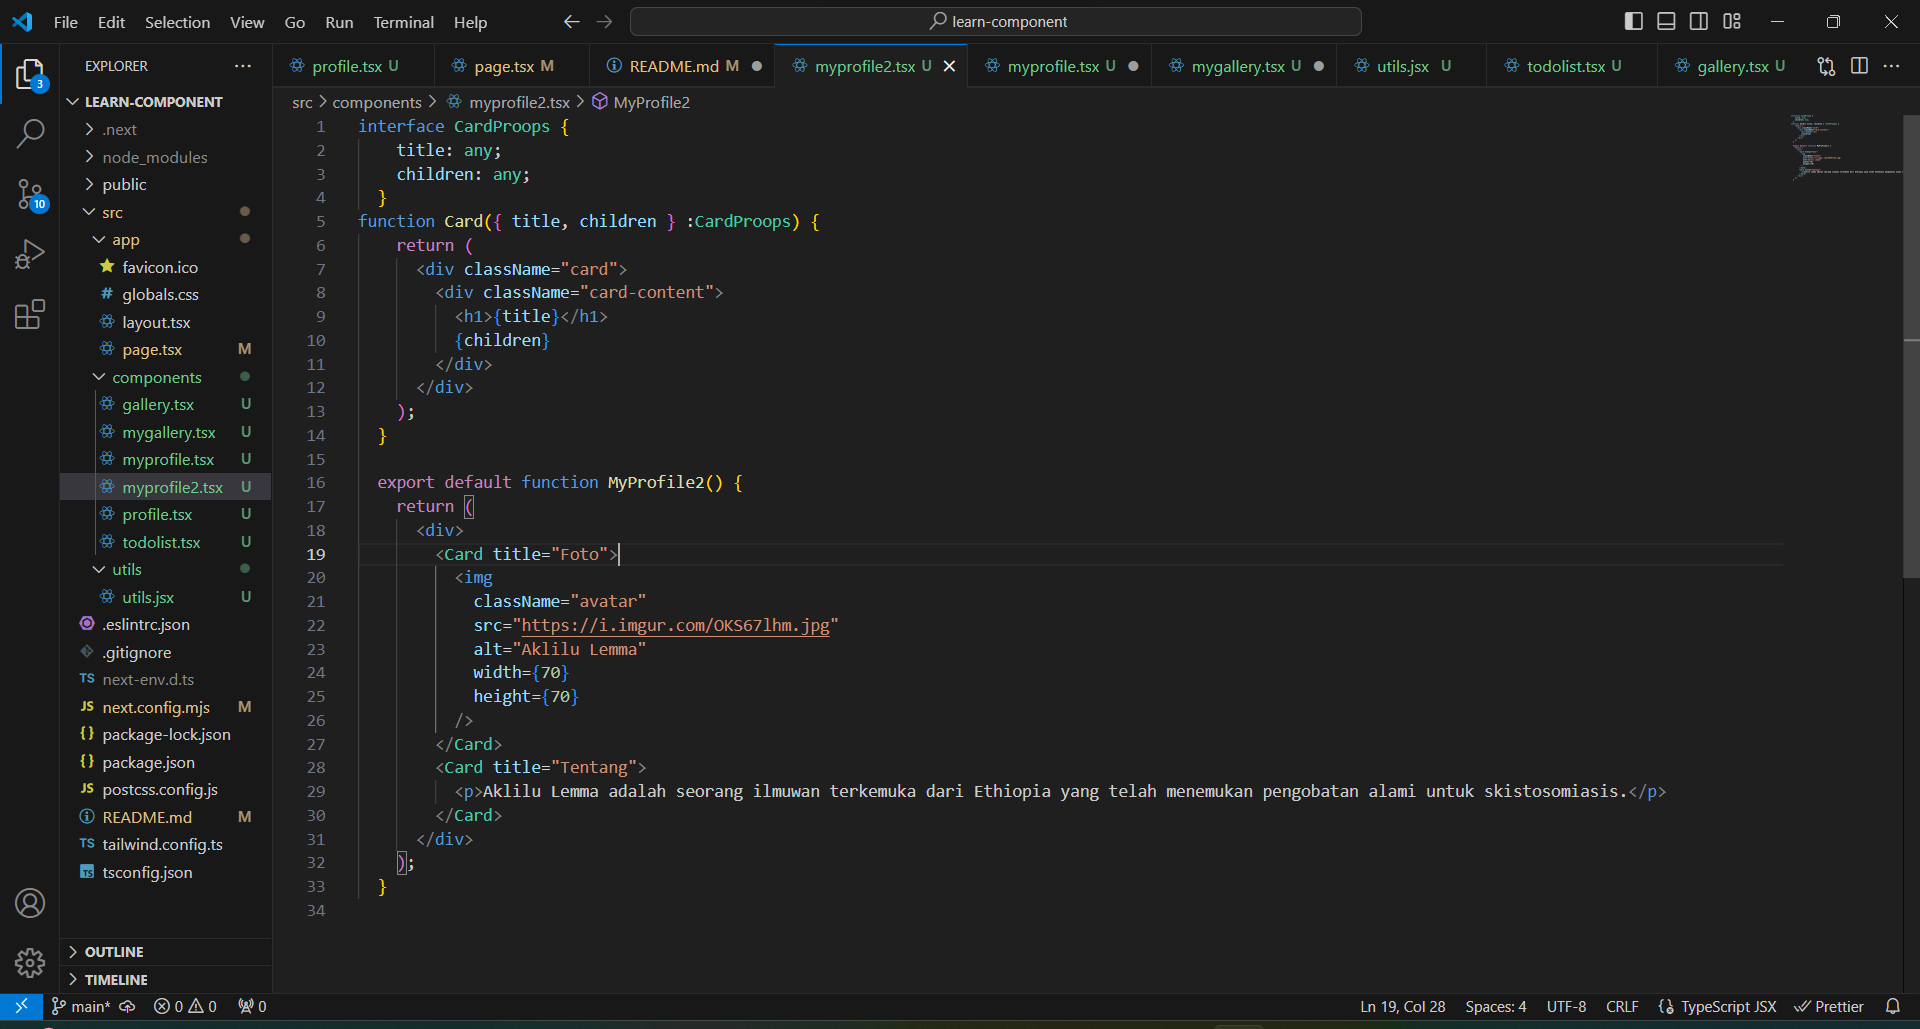 File Edit Selection View Go Run Terminal Help
learn-component
EXPLORER
profile.tsx U
page.tsx M
README.md M
myprofile2.tsx U
myprofile.tsx U
mygallery.tsx U
utils.jsx U
todolist.tsx U
gallery.tsx U
3
10
LEARN-COMPONENT
.next
node_modules
public
src
app
favicon.ico
# globals.css
layout.tsx
page.tsx M
components
gallery.tsx U
mygallery.tsx U
myprofile.tsx U
myprofile2.tsx U
profile.tsx U
todolist.tsx U
utils
utils.jsx U
.eslintrc.json
.gitignore
TS next-env.d.ts
JS next.config.mjs M
{} package-lock.json
{} package.json
JS postcss.config.js
README.md M
TS tailwind.config.ts
TS tsconfig.json
OUTLINE
TIMELINE
src > components > myprofile2.tsx > MyProfile2
1 interface CardProops {
2 title: any;
3 children: any;
4 }
5 function Card({ title, children } :CardProops) {
6 return (
7 <div className="card">
8 <div className="card-content">
9 <h1>{title}</h1>
10 {children}
11 </div>
12 </div>
13 );
14 }
15
16 export default function MyProfile2() {
17 return (
18 <div>
19 <Card title="Foto">
20 <img
21 className="avatar"
22 src="https://i.imgur.com/OKS67lhm.jpg"
23 alt="Aklilu Lemma"
24 width={70}
25 height={70}
26 />
27 </Card>
28 <Card title="Tentang">
29 <p>Aklilu Lemma adalah seorang ilmuwan terkemuka dari Ethiopia yang telah menemukan pengobatan alami untuk skistosomiasis.</p>
30 </Card>
31 </div>
32 );
33 }
34
main* 0 0 0
Ln 19, Col 28 Spaces: 4 UTF-8 CRLF {} TypeScript JSX Prettier